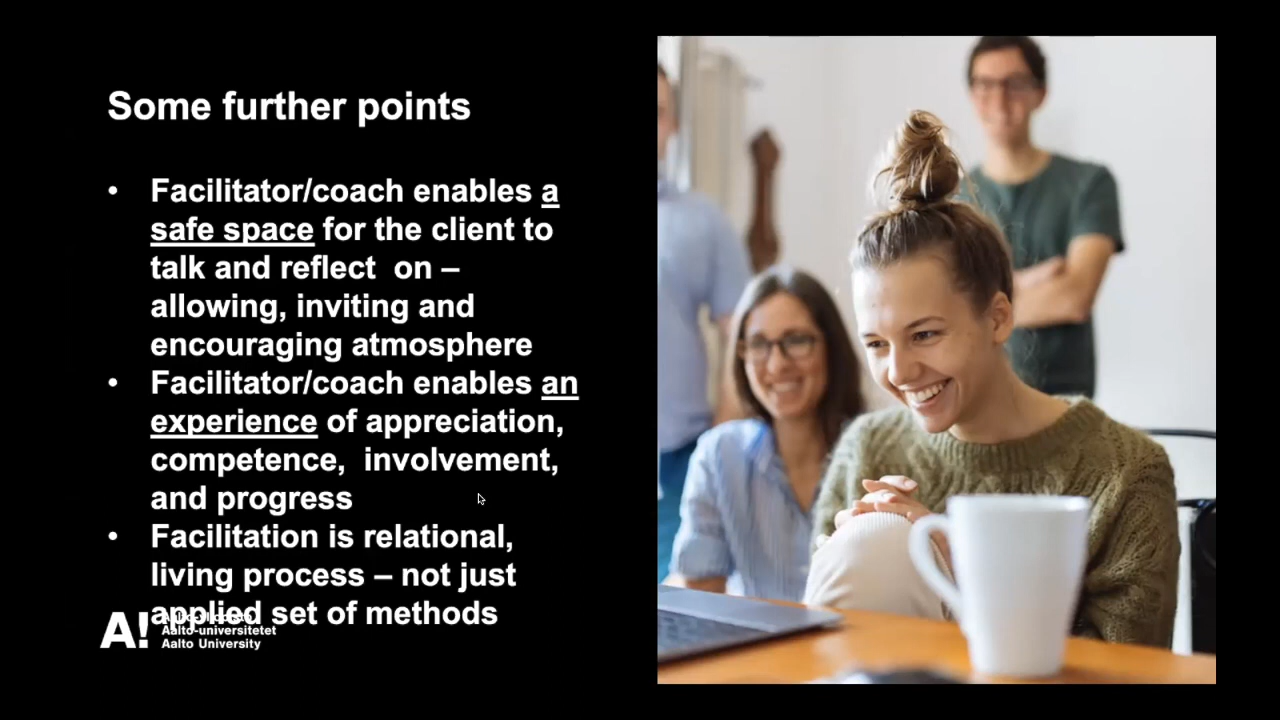 Some further points
• Facilitator/coach enables a
safe space for the client to
talk and reflect  on –
allowing, inviting and
encouraging atmosphere
• Facilitator/coach enables an
experience of appreciation,
competence,  involvement,
and progress
• Facilitation is relational,
living process – not just
applied set of methods
A!
Aalto-universitetet
Aalto University